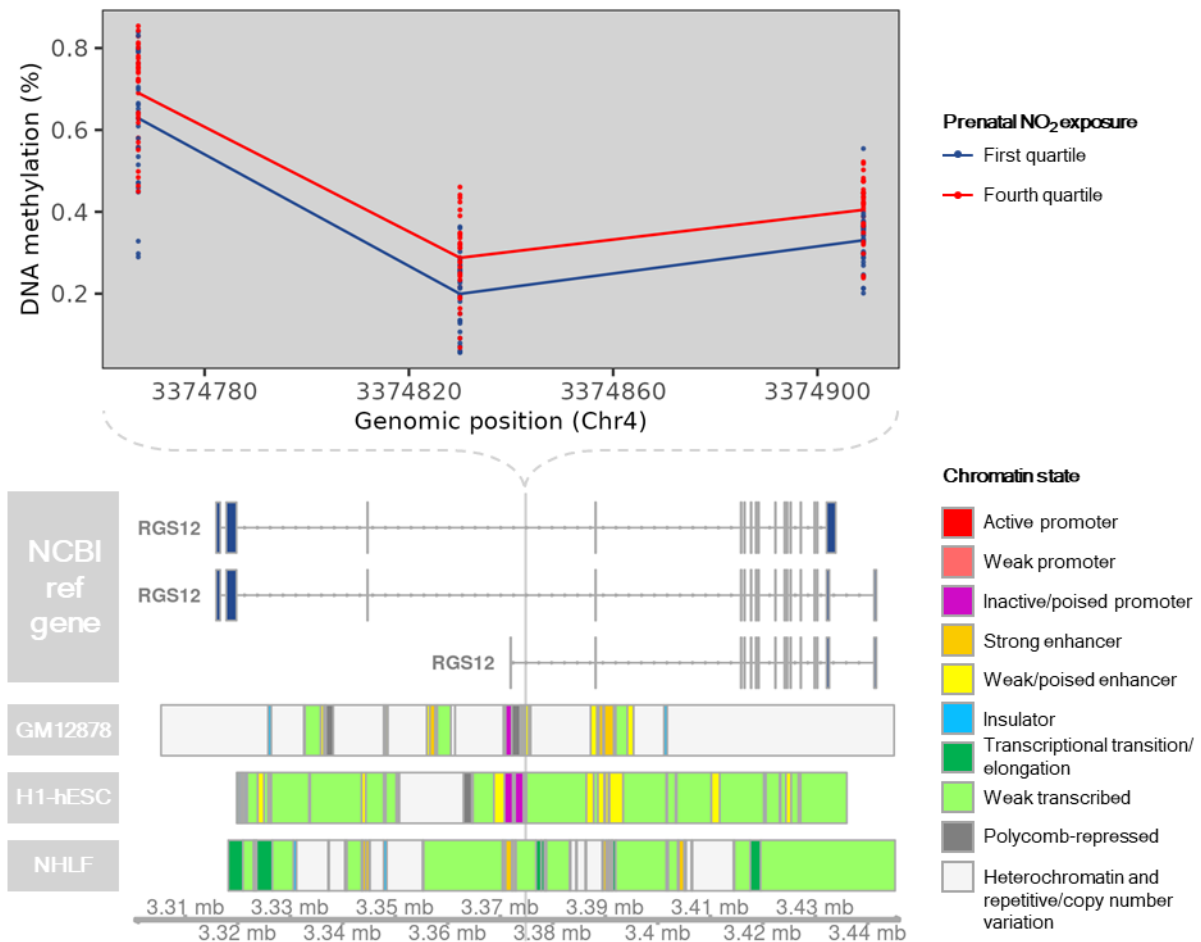 0.8
0.6
0.4
0.2
DNA methylation (%)
3374780
3374820
3374860
3374900
Genomic position (Chr4)
Prenatal NO₂ exposure
First quartile
Fourth quartile
NCBI
ref
gene
RGS12
RGS12
RGS12
GM12878
H1-hESC
NHLF
3.31 mb
3.33 mb
3.35 mb
3.37 mb
3.39 mb
3.41 mb
3.43 mb
3.32 mb
3.34 mb
3.36 mb
3.38 mb
3.4 mb
3.42 mb
3.44 mb
Chromatin state
Active promoter
Weak promoter
Inactive/poised promoter
Strong enhancer
Weak/poised enhancer
Insulator
Transcriptional transition/
elongation
Weak transcribed
Polycomb-repressed
Heterochromatin and
repetitive/copy number
variation